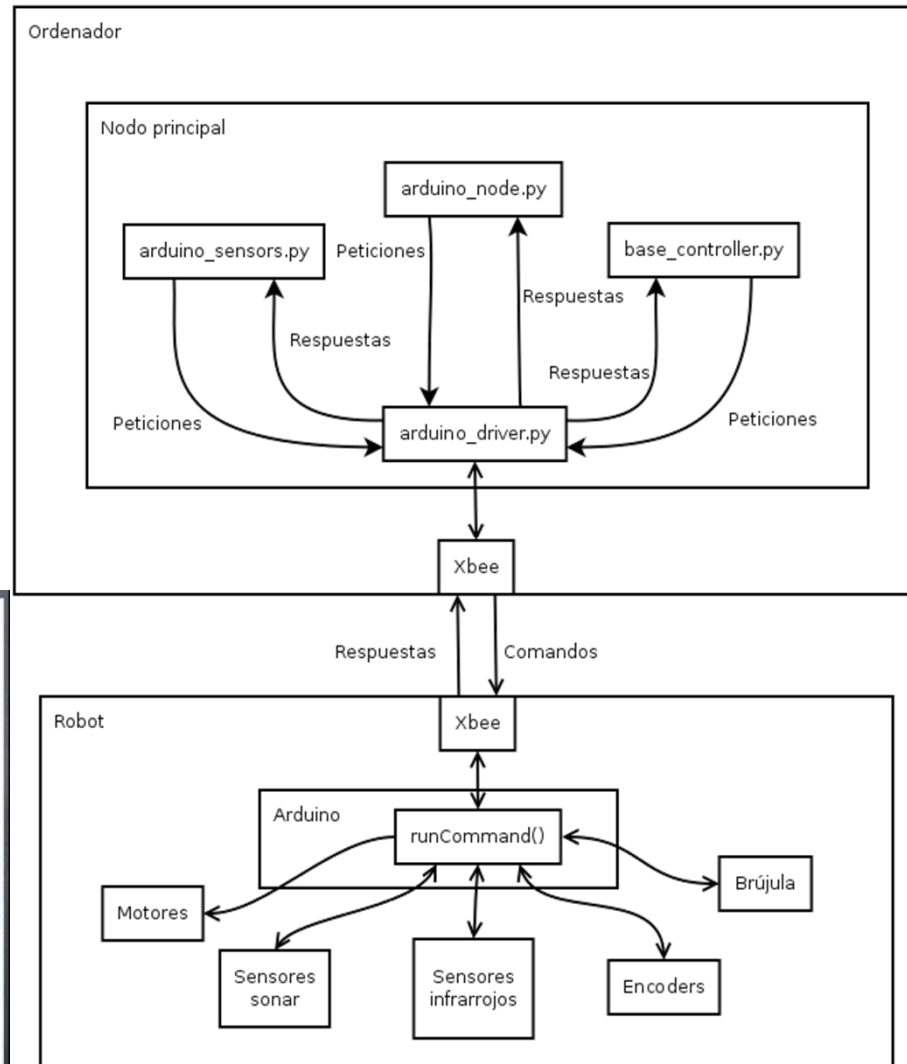 Ordenador
Nodo principal
arduino_node.py
arduino_sensors.py
base_controller.py
Peticiones
Respuestas
Respuestas
Respuestas
Peticiones
Peticiones
arduino_driver.py
Xbee
Respuestas
Comandos
Robot
Xbee
Arduino
runCommand()
Motores
Brújula
Sensores
sonar
Sensores
infrarrojos
Encoders